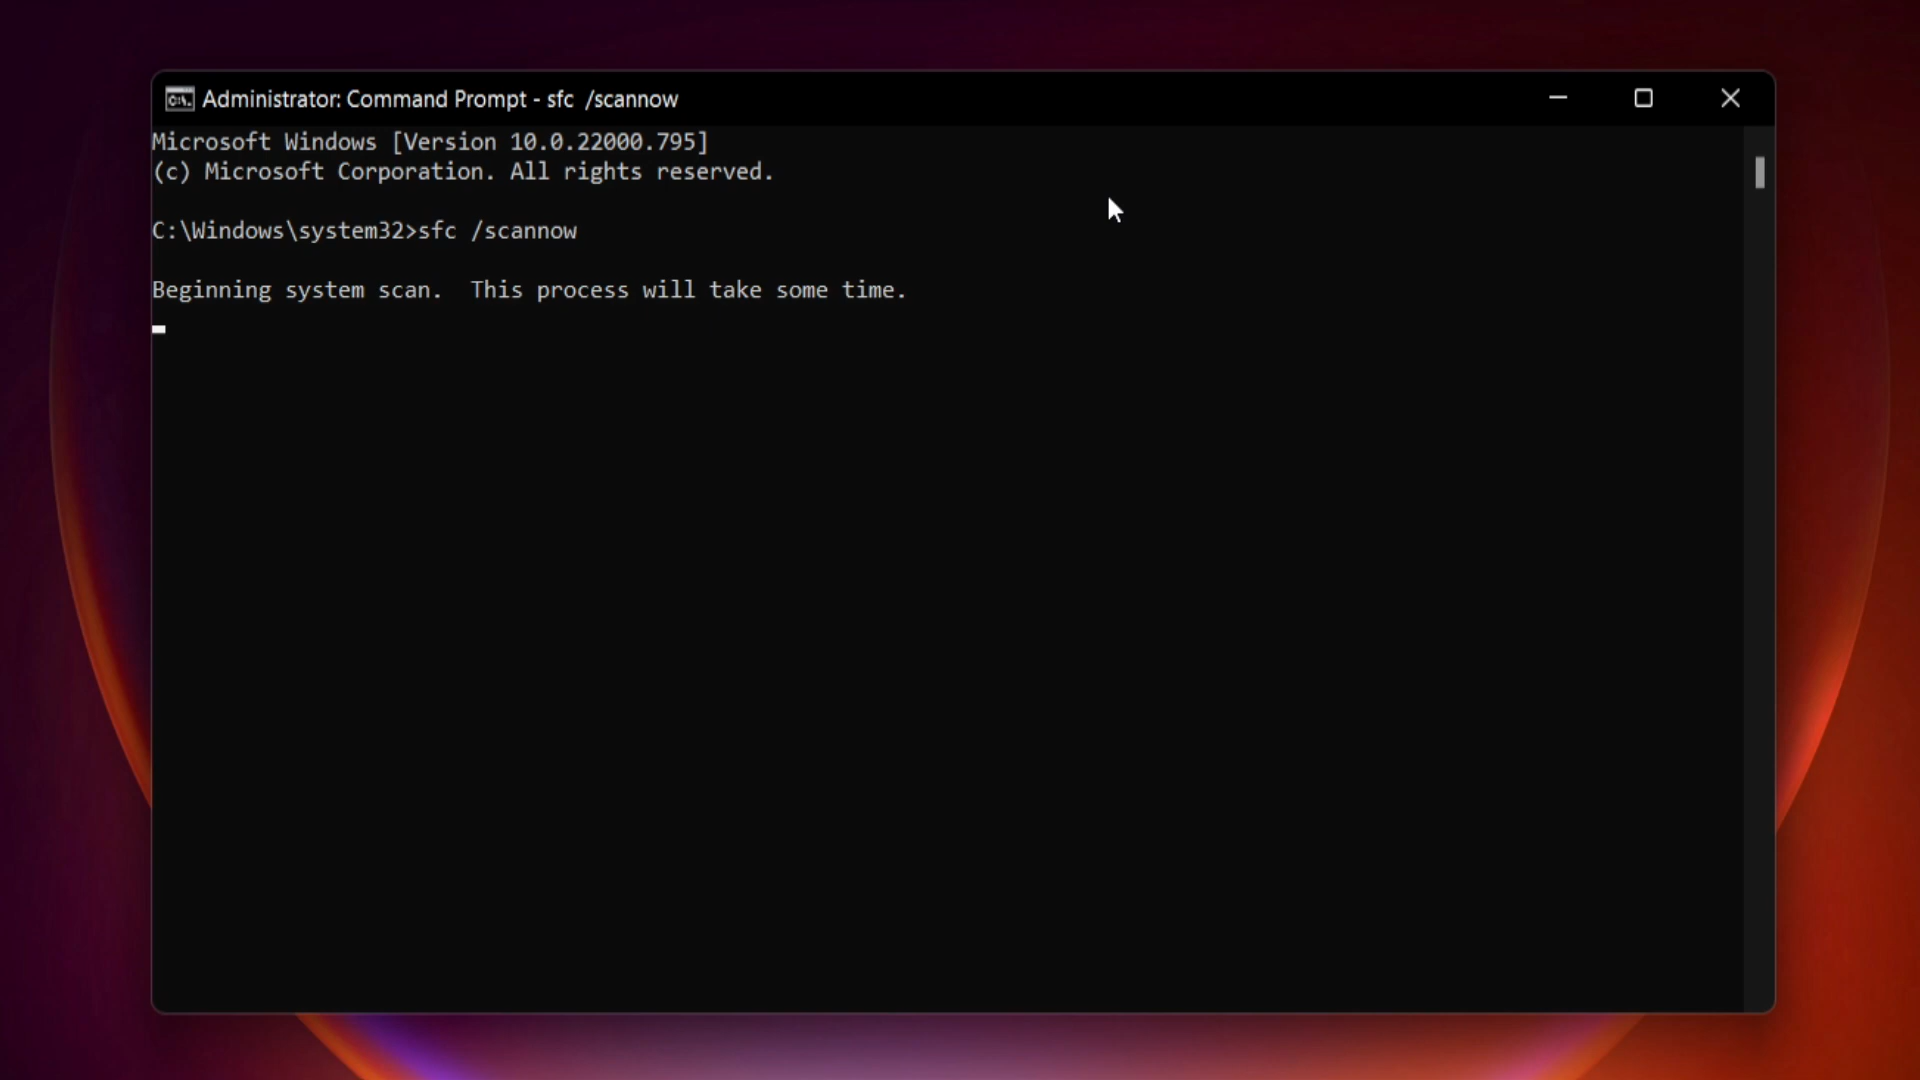 Administrator: Command Prompt - sfc  /scannow
Microsoft Windows [Version 10.0.22000.795]
(c) Microsoft Corporation. All rights reserved.
C:\Windows\system32>sfc /scannow
Beginning system scan.  This process will take some time.